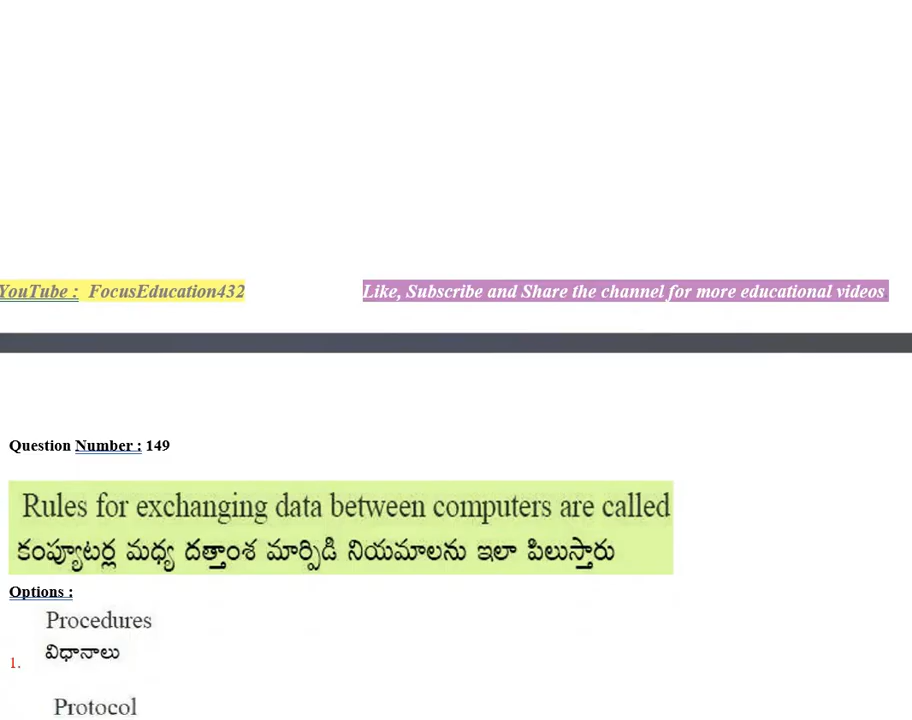 YouTube : FocusEducation432 Like, Subscribe and Share the channel for more educational videos
Question Number : 149
Rules for exchanging data between computers are called
కంప్యూటర్ల మధ్య దత్తాంశ మార్పిడి నియమాలను ఇలా పిలుస్తారు
Options :
Procedures
విధానాలు
1.
Protocol